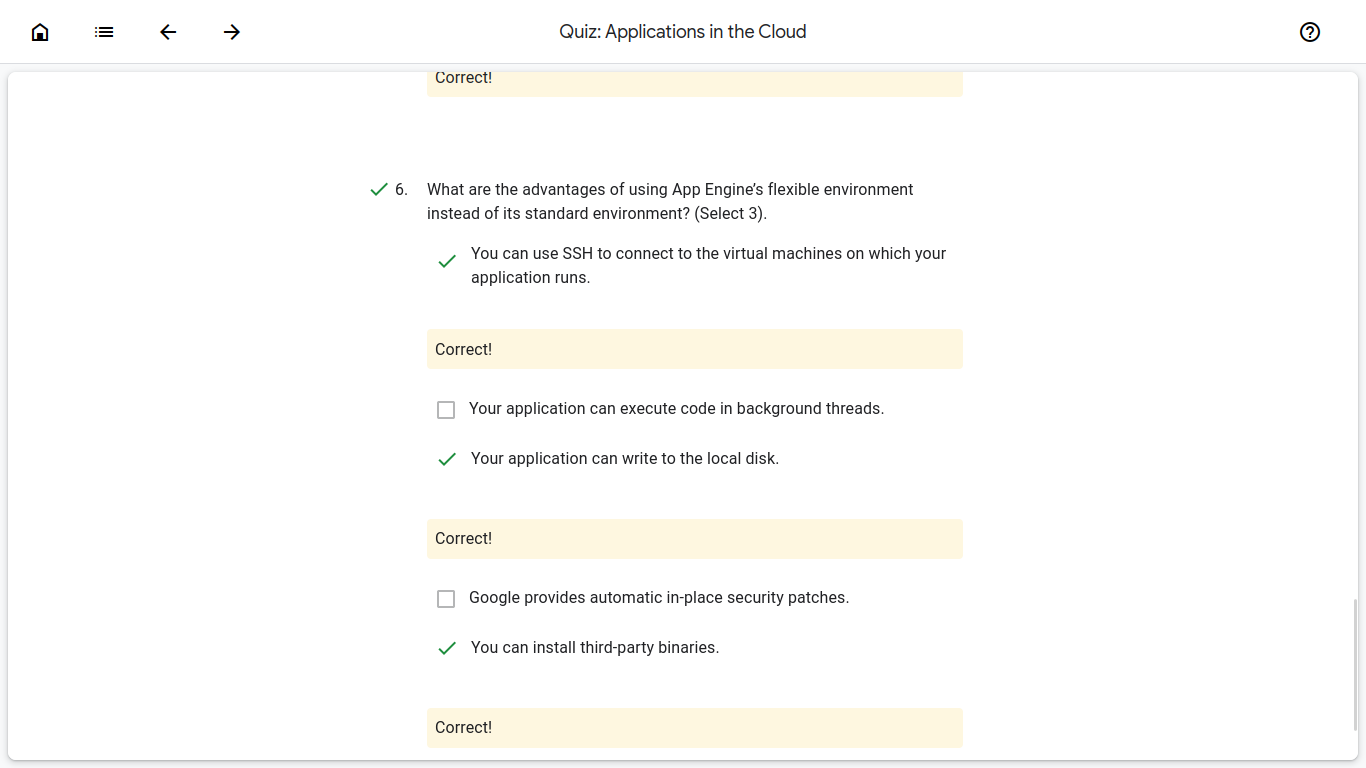 Quiz: Applications in the Cloud
Correct!
6. What are the advantages of using App Engine’s flexible environment
instead of its standard environment? (Select 3).
You can use SSH to connect to the virtual machines on which your
application runs.
Correct!
Your application can execute code in background threads.
Your application can write to the local disk.
Correct!
Google provides automatic in-place security patches.
You can install third-party binaries.
Correct!